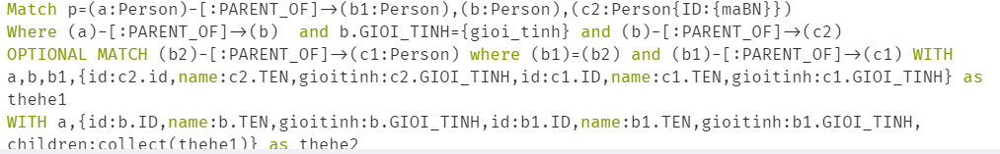 Match p=(a:Person)-[:PARENT_OF]->(b1:Person),(b:Person),(c2:Person{ID:{maBN}})
Where (a)-[:PARENT_OF]->(b)  and b.GIOI_TINH={gioi_tinh} and (b)-[:PARENT_OF]->(c2)
OPTIONAL MATCH (b2)-[:PARENT_OF]->(c1:Person) where (b1)=(b2) and (b1)-[:PARENT_OF]->(c1) WITH
a,b,b1,{id:c2.id,name:c2.TEN,gioitinh:c2.GIOI_TINH,id:c1.ID,name:c1.TEN,gioitinh:c1.GIOI_TINH} as
thehe1
WITH a,{id:b.ID,name:b.TEN,gioitinh:b.GIOI_TINH,id:b1.ID,name:b1.TEN,gioitinh:b1.GIOI_TINH,
children:collect(thehe1)} as thehe2